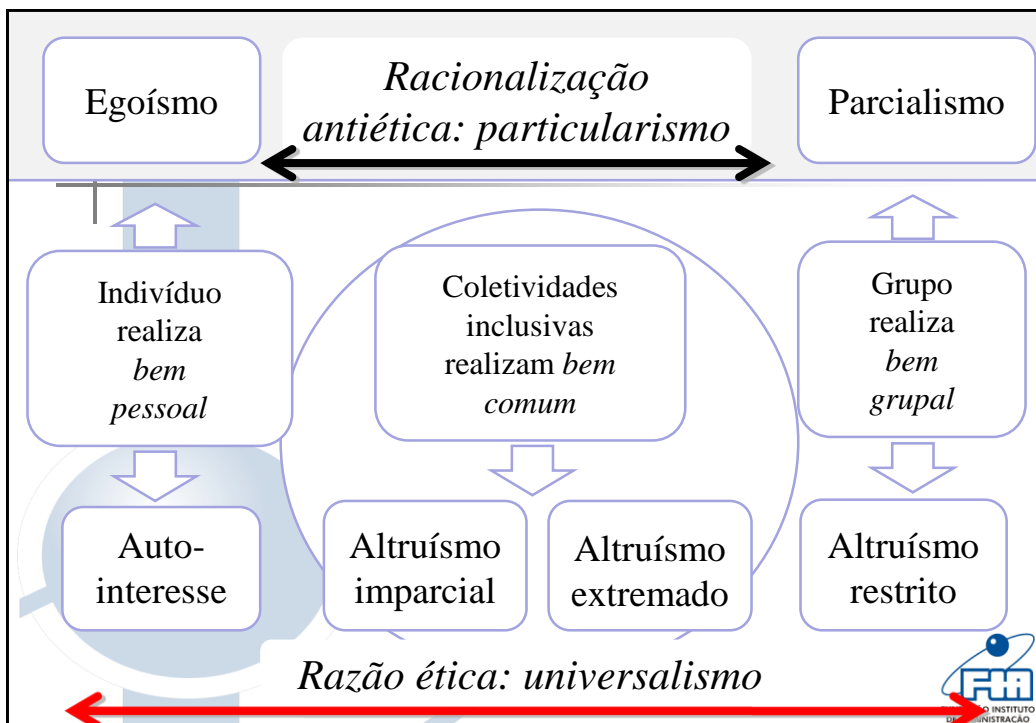 Egoísmo
Racionalização
antiética: particularismo
Parcialismo
Indivíduo
realiza
bem
pessoal
Coletividades
inclusivas
realizam bem
comum
Grupo
realiza
bem
grupal
Auto-
interesse
Altruísmo
imparcial
Altruísmo
extremado
Altruísmo
restrito
Razão ética: universalismo
FIA
INSTITUTO